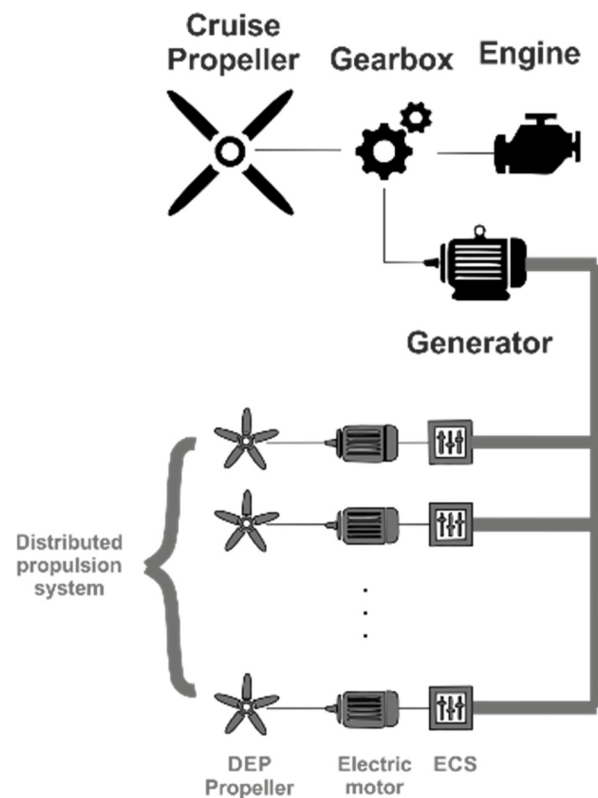 Cruise
Propeller
Gearbox
Engine
Generator
Distributed
propulsion
system
DEP
Propeller
Electric
motor
ECS